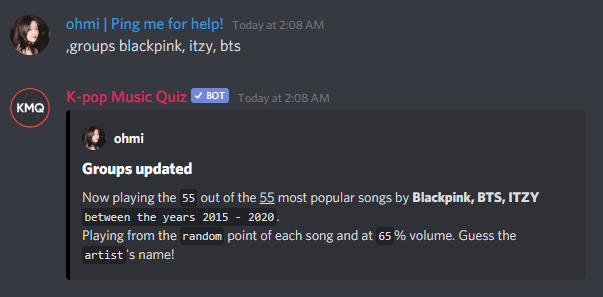 ohmi | Ping me for help! Today at 2:08 AM
,groups blackpink, itzy, bts
KMQ
K-pop Music Quiz ✓ BOT Today at 2:08 AM
ohmi
Groups updated
Now playing the 55 out of the 55 most popular songs by Blackpink, BTS, ITZY
between the years 2015 - 2020.
Playing from the random point of each song and at 65% volume. Guess the
artist's name!